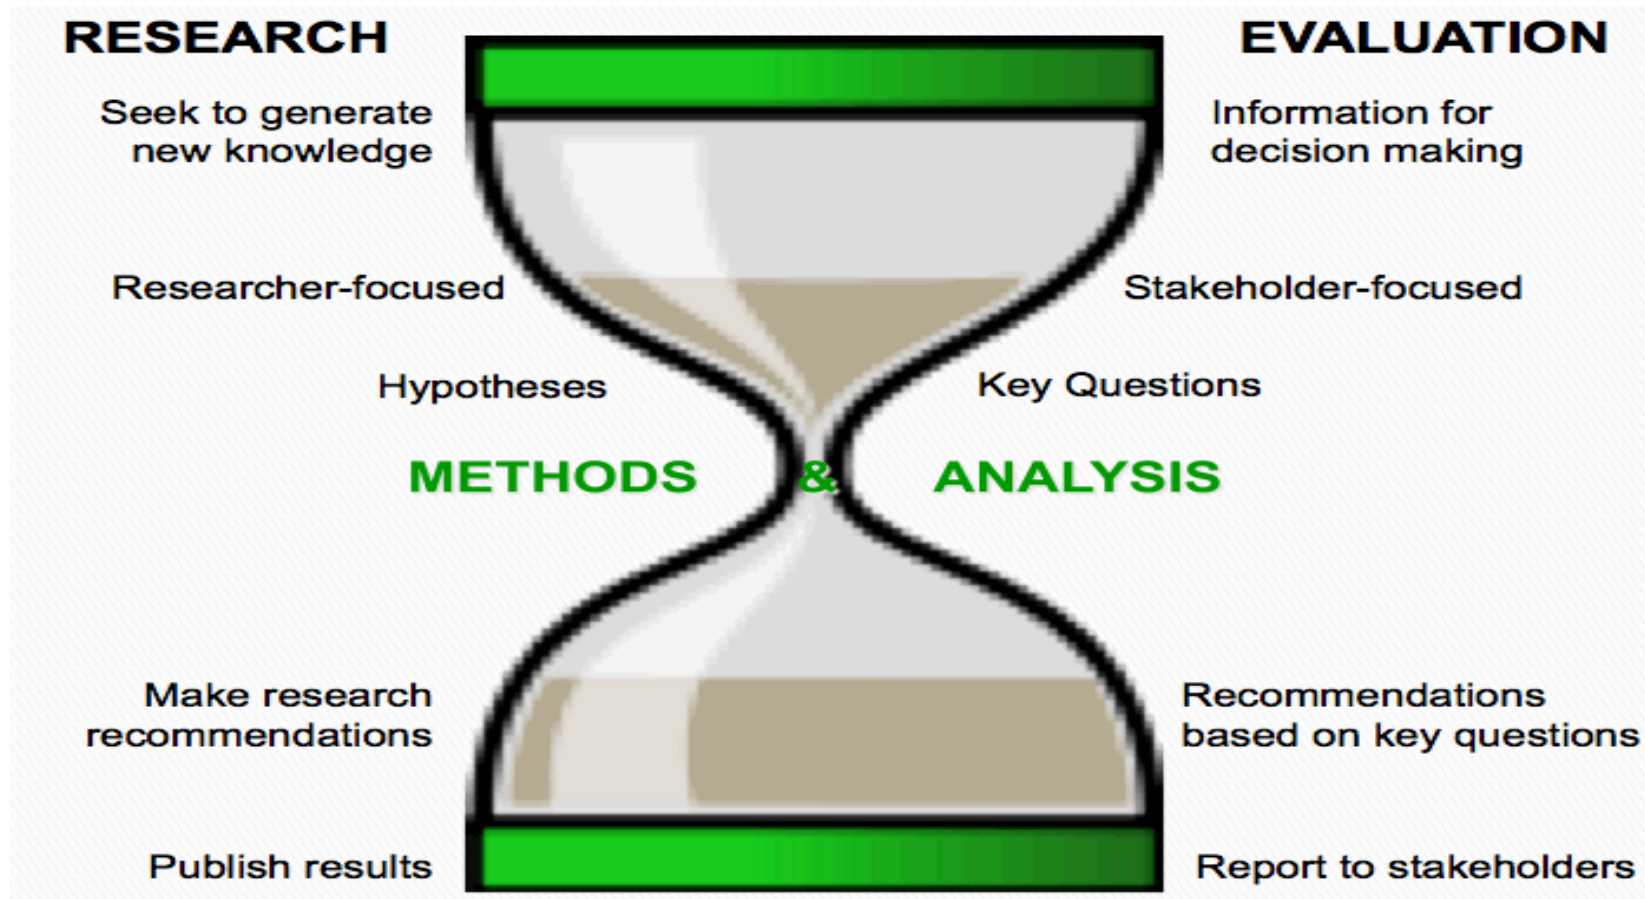 RESEARCH
EVALUATION
Seek to generate
new knowledge
Information for
decision making
Researcher-focused
Stakeholder-focused
Hypotheses
Key Questions
METHODS & ANALYSIS
Make research
recommendations
Recommendations
based on key questions
Publish results
Report to stakeholders